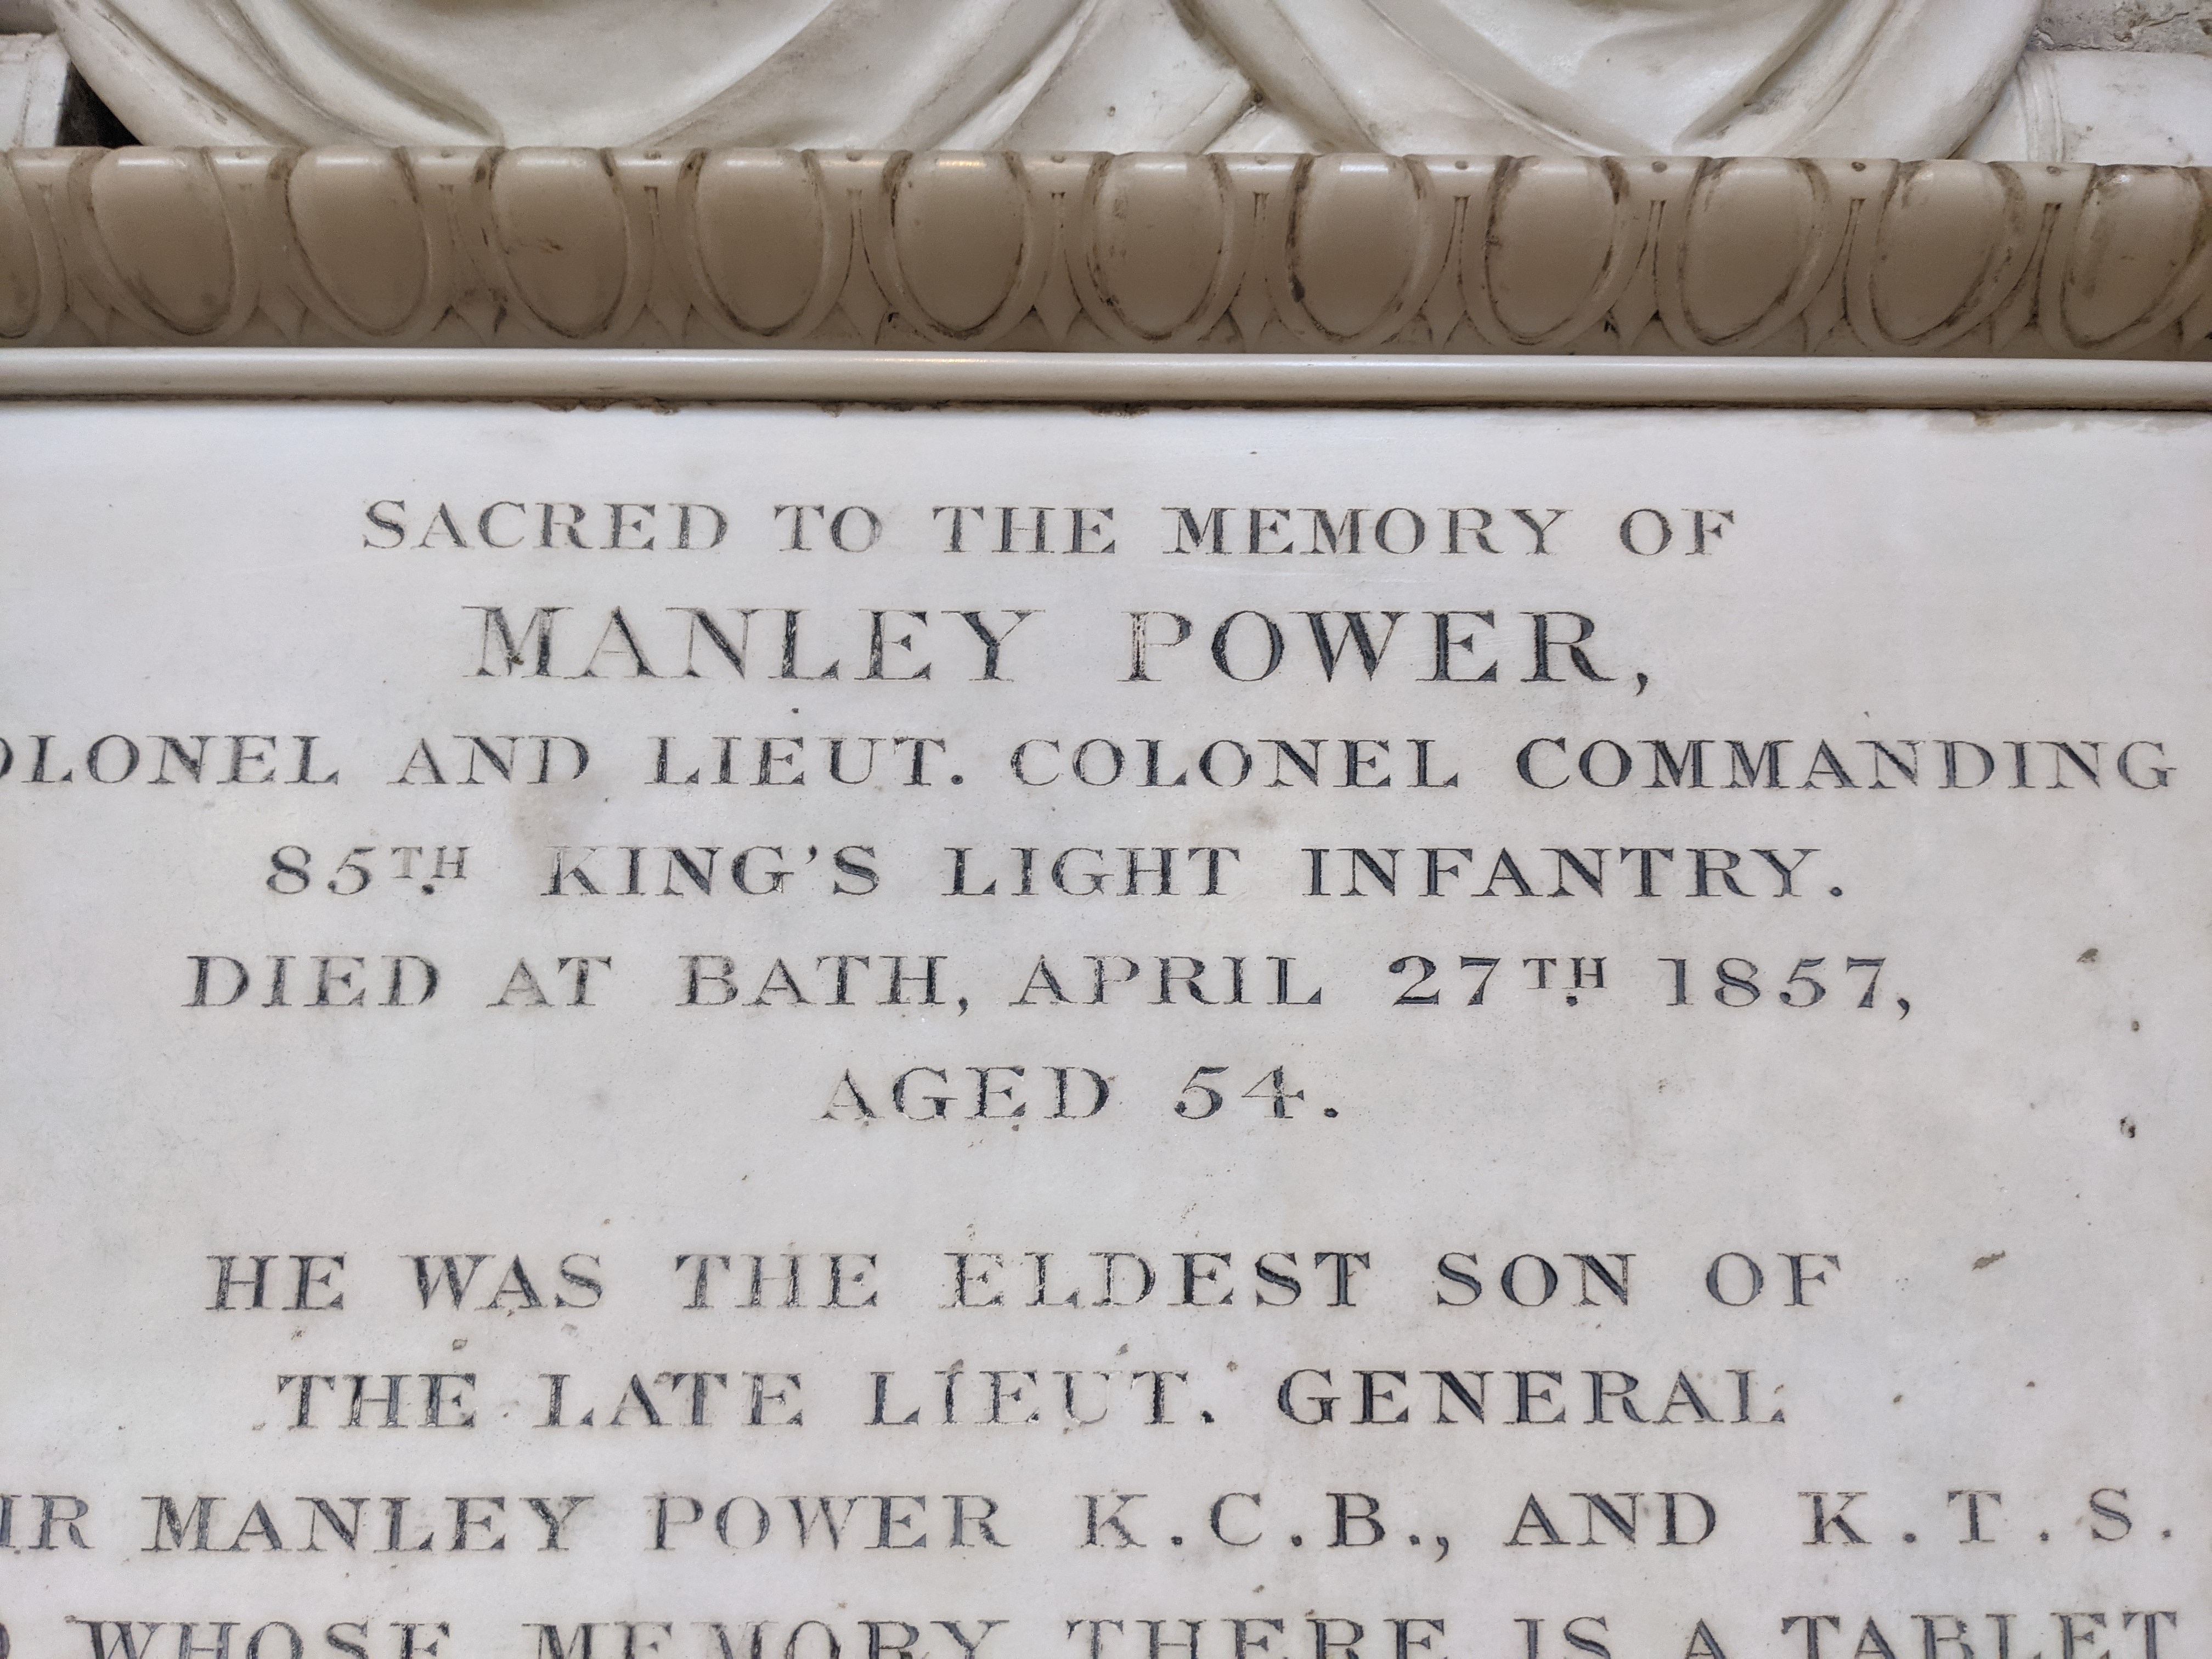 SACRED TO THE MEMORY OF
MANLEY POWER,
OLONEL AND LIEUT. COLONEL COMMANDING
85TH KING'S LIGHT INFANTRY.
DIED AT BATH, APRIL 27TH 1857,
AGED 54.
HE WAS THE ELDEST SON OF
THE LATE LIEUT. GENERAL
IR MANLEY POWER K.C.B., AND K.T.S.
WHOSE MEMORY THERE IS A TABLET